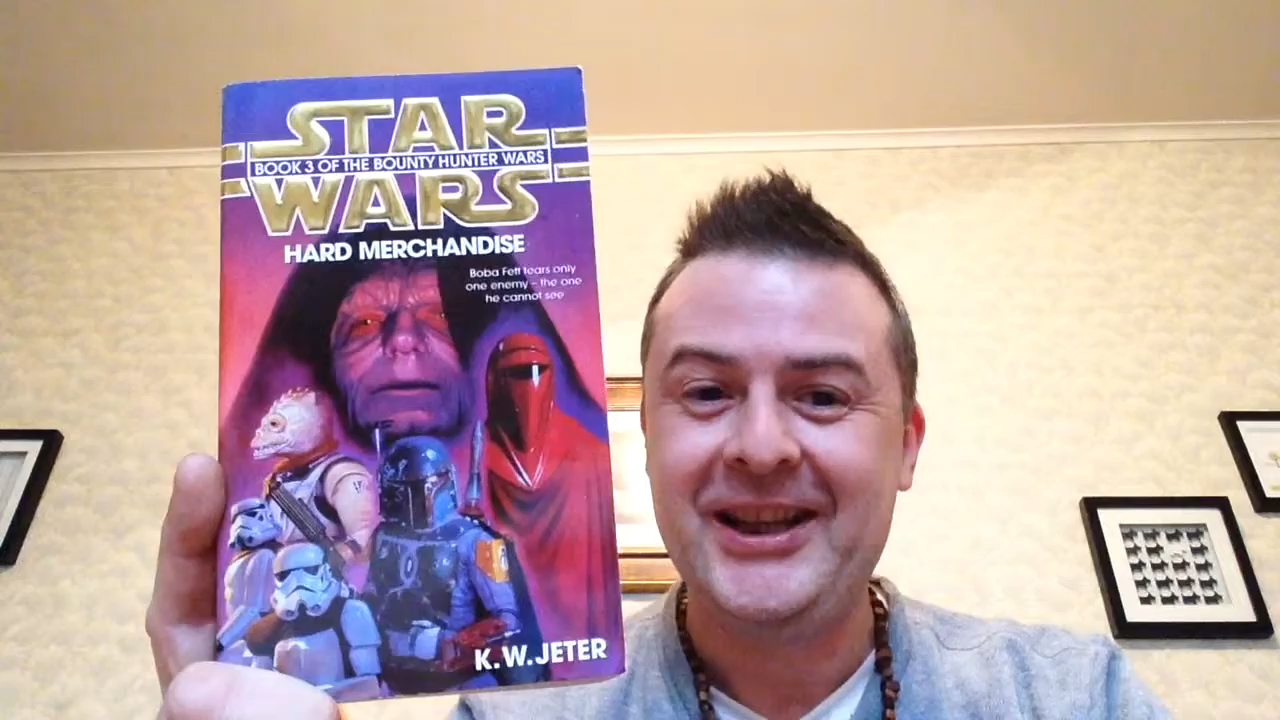 STAR
BOOK 3 OF THE BOUNTY HUNTER WARS
WARS
HARD MERCHANDISE
Boba Fett fears only
one enemy – the one
he cannot see
K. W. JETER